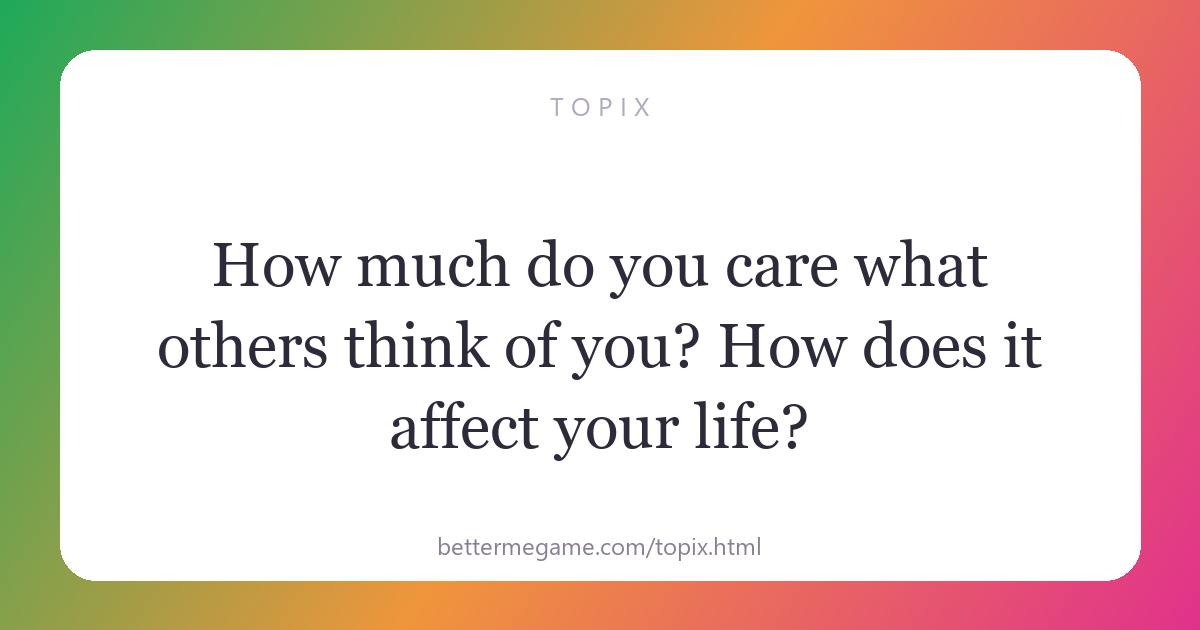 TOPIX
How much do you care what
others think of you? How does it
affect your life?
bettermegame.com/topix.html